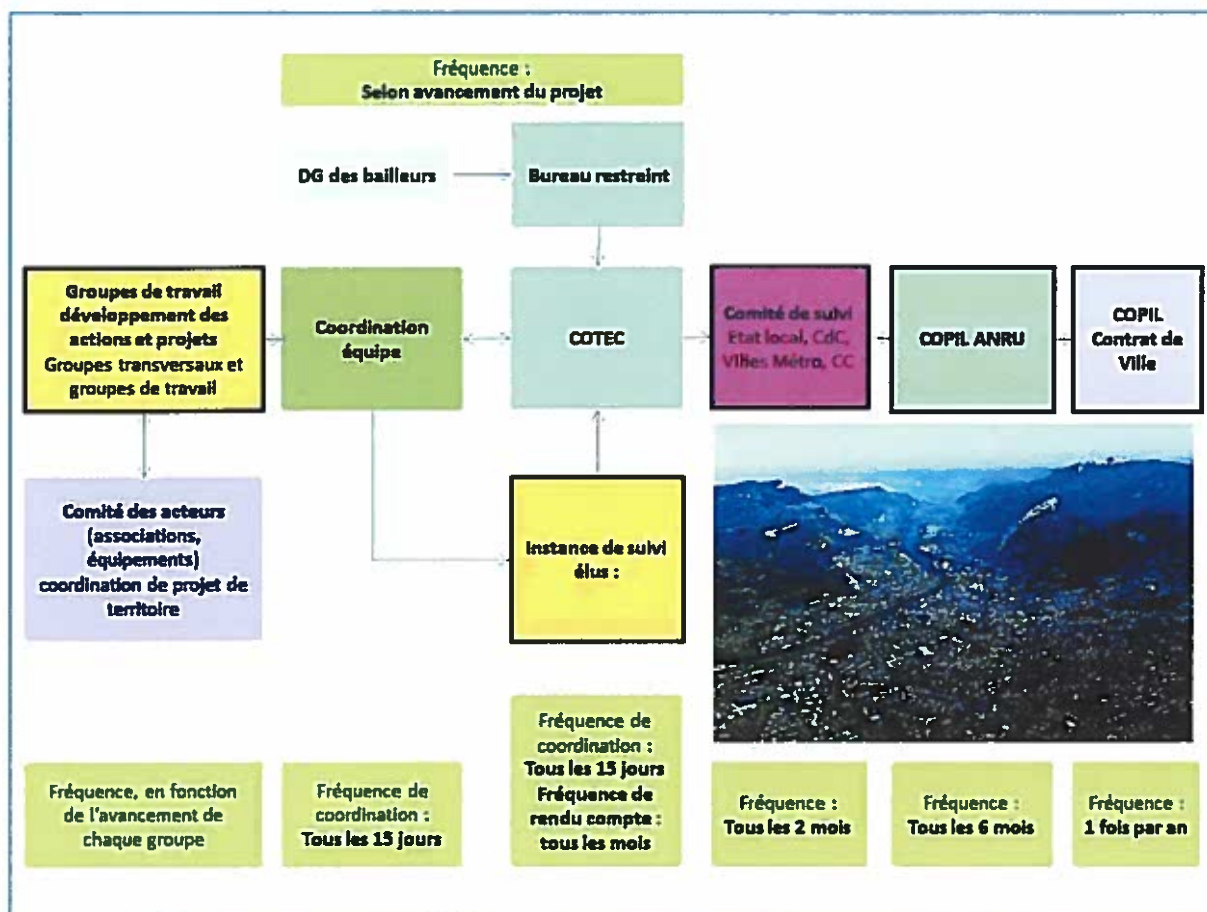 Fréquence :
Selon avancement du projet
DG des bailleurs
Bureau restreint
Groupes de travail
développement des
actions et projets
Groupes transversaux et
groupes de travail
Coordination
équipe
COTEC
Comité de suivi
Etat local, CdC,
Villes Métro, CC
COPIL ANRU
COPIL
Contrat de
Ville
Comité des acteurs
(associations,
équipements)
coordination de projet de
territoire
Instance de suivi
élus :
Fréquence, en fonction
de l'avancement de
chaque groupe
Fréquence de
coordination :
Tous les 15 jours
Fréquence de
coordination :
Tous les 15 jours
Fréquence de
rendu compte :
tous les mois
Fréquence :
Tous les 2 mois
Fréquence :
Tous les 6 mois
Fréquence :
1 fois par an